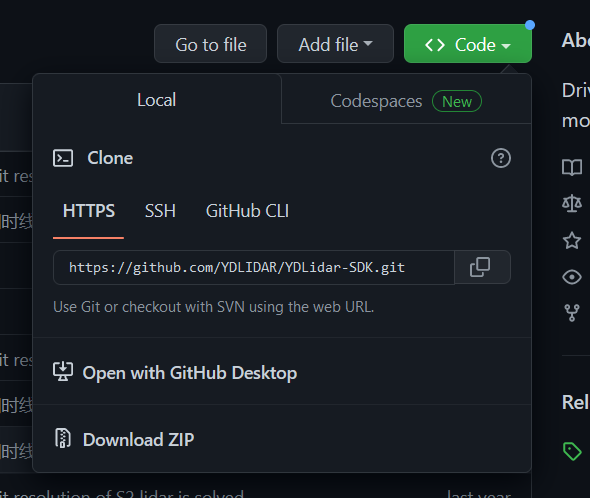 Go to file
Add file
Code
Abo
Local
Codespaces
New
Driv
mo
Clone
it res
HTTPS
SSH
GitHub CLI
时线
https://github.com/YDLIDAR/YDLidar-SDK.git
Use Git or checkout with SVN using the web URL.
it res
Open with GitHub Desktop
时线
Rel
Download ZIP
时线
it resolution of S2 lidar is solved
last year